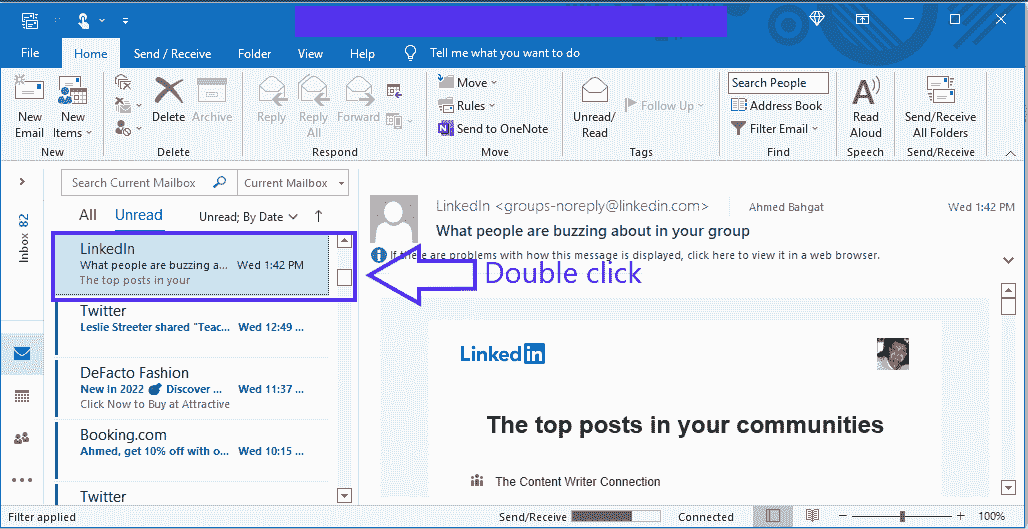 File Home Send / Receive Folder View Help Tell me what you want to do
New Email
New Items
Delete
Archive
Reply
Reply All
Forward
Move
Rules
Send to OneNote
Unread/ Read
Follow Up
Search People
Address Book
Filter Email
Read Aloud
Send/Receive All Folders
New Delete Respond Move Tags Find Speech Send/Receive
Search Current Mailbox Current Mailbox
All Unread Unread; By Date
Inbox 82
LinkedIn
What people are buzzing a... Wed 1:42 PM
The top posts in your
Twitter
Leslie Streeter shared "Teac... Wed 12:49 ...
DeFacto Fashion
New In 2022 Discover ... Wed 11:37 ...
Click Now to Buy at Attractive
Booking.com
Ahmed, get 10% off with o... Wed 10:15 ...
Twitter
LinkedIn <groups-noreply@linkedin.com> Ahmed Bahgat Wed 1:42 PM
What people are buzzing about in your group
If there are problems with how this message is displayed, click here to view it in a web browser.
Double click
Linked in
The top posts in your communities
The Content Writer Connection
Filter applied Send/Receive Connected 100%